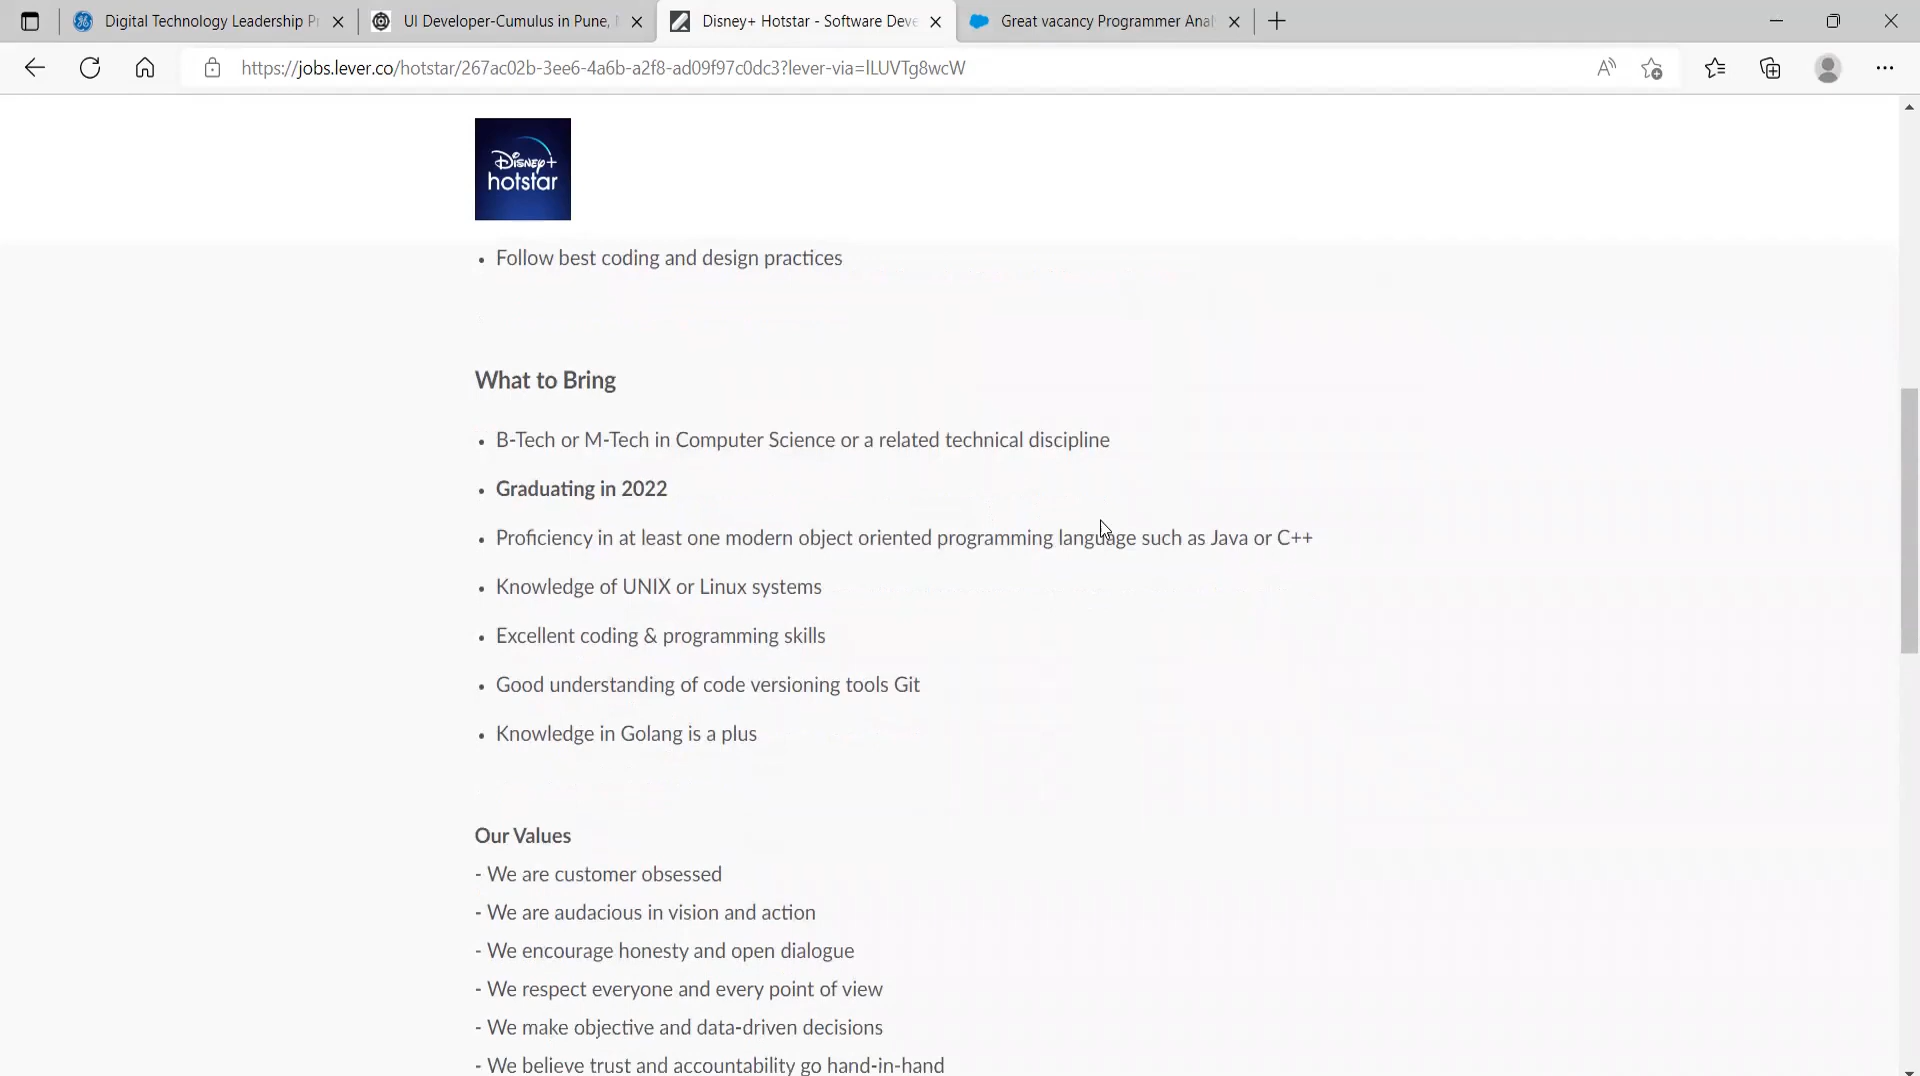 Digital Technology Leadership P
UI Developer-Cumulus in Pune,
Disney+ Hotstar - Software Deve
Great vacancy Programmer Anal
https://jobs.lever.co/hotstar/267ac02b-3ee6-4a6b-a2f8-ad09f97c0dc3?lever-via=lLUVTg8wcW
Disney+
hotstar
• Follow best coding and design practices
What to Bring
• B-Tech or M-Tech in Computer Science or a related technical discipline
• Graduating in 2022
• Proficiency in at least one modern object oriented programming language such as Java or C++
• Knowledge of UNIX or Linux systems
• Excellent coding & programming skills
• Good understanding of code versioning tools Git
• Knowledge in Golang is a plus
Our Values
- We are customer obsessed
- We are audacious in vision and action
- We encourage honesty and open dialogue
- We respect everyone and every point of view
- We make objective and data-driven decisions
- We believe trust and accountability go hand-in-hand